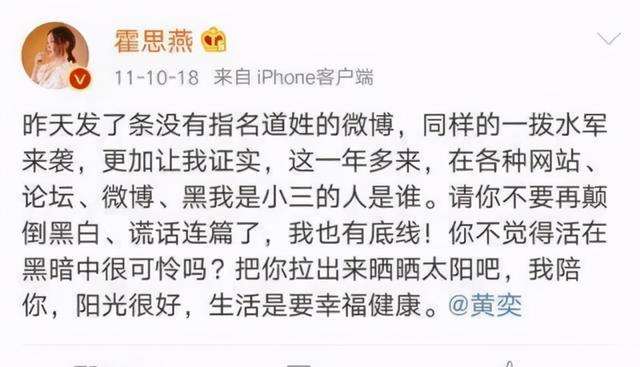 霍思燕
11-10-18 来自 iPhone客户端
昨天发了条没有指名道姓的微博，同样的一拨水军
来袭，更加让我证实，这一年多来，在各种网站、
论坛、微博、黑我是小三的人是谁。请你不要再颠
倒黑白、谎话连篇了，我也有底线！你不觉得活在
黑暗中很可怜吗？把你拉出来晒晒太阳吧，我陪
你，阳光很好，生活是要幸福健康。@黄奕